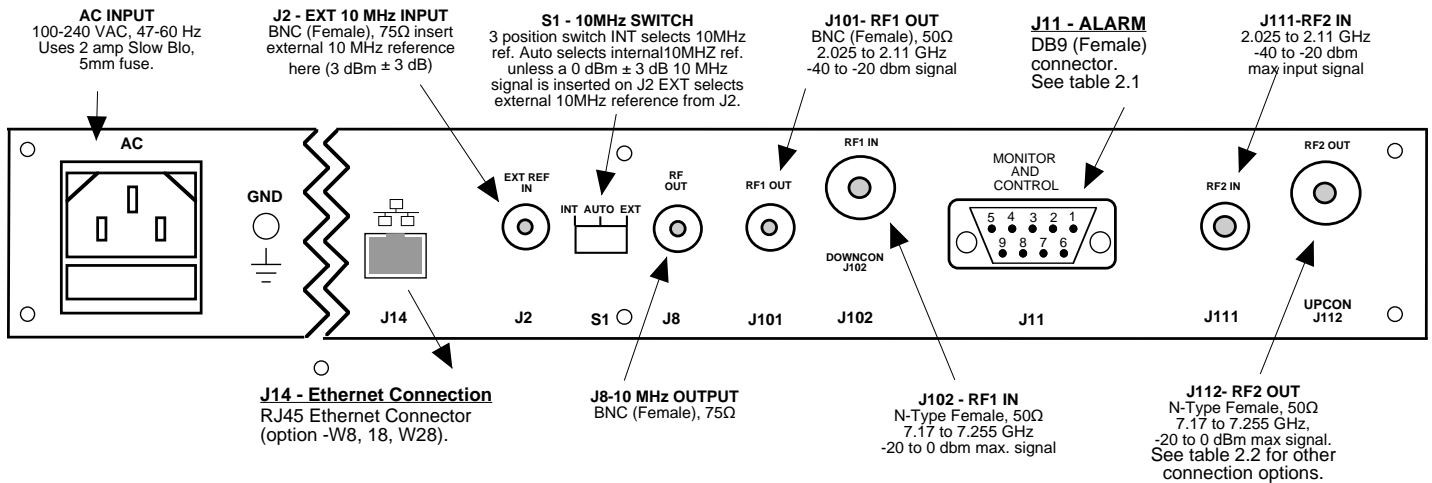 AC INPUT
100-240 VAC, 47-60 Hz
Uses 2 amp Slow Blo,
5mm fuse.
J2 - EXT 10 MHz INPUT
BNC (Female), 75Ω insert
external 10 MHz reference
here (3 dBm ± 3 dB)
S1 - 10MHz SWITCH
3 position switch INT selects 10MHz
ref. Auto selects internal10MHZ ref.
unless a 0 dBm ± 3 dB 10 MHz
signal is inserted on J2 EXT selects
external 10MHz reference from J2.
J101- RF1 OUT
BNC (Female), 50Ω
2.025 to 2.11 GHz
-40 to -20 dbm signal
J11 - ALARM
DB9 (Female)
connector.
See table 2.1
J111-RF2 IN
2.025 to 2.11 GHz
-40 to -20 dbm
max input signal
AC
GND
J14
EXT REF
IN
J2
INT AUTO EXT
S1
RF
OUT
J8
RF1 OUT
J101
RF1 IN
DOWNCON
J102
J102
MONITOR
AND
CONTROL
5 4 3 2 1
9 8 7 6
J11
RF2 IN
J111
RF2 OUT
UPCON
J112
J14 - Ethernet Connection
RJ45 Ethernet Connector
(option -W8, 18, W28).
J8-10 MHz OUTPUT
BNC (Female), 75Ω
J102 - RF1 IN
N-Type Female, 50Ω
7.17 to 7.255 GHz
-20 to 0 dbm max. signal
J112- RF2 OUT
N-Type Female, 50Ω
7.17 to 7.255 GHz,
-20 to 0 dBm max signal.
See table 2.2 for other
connection options.